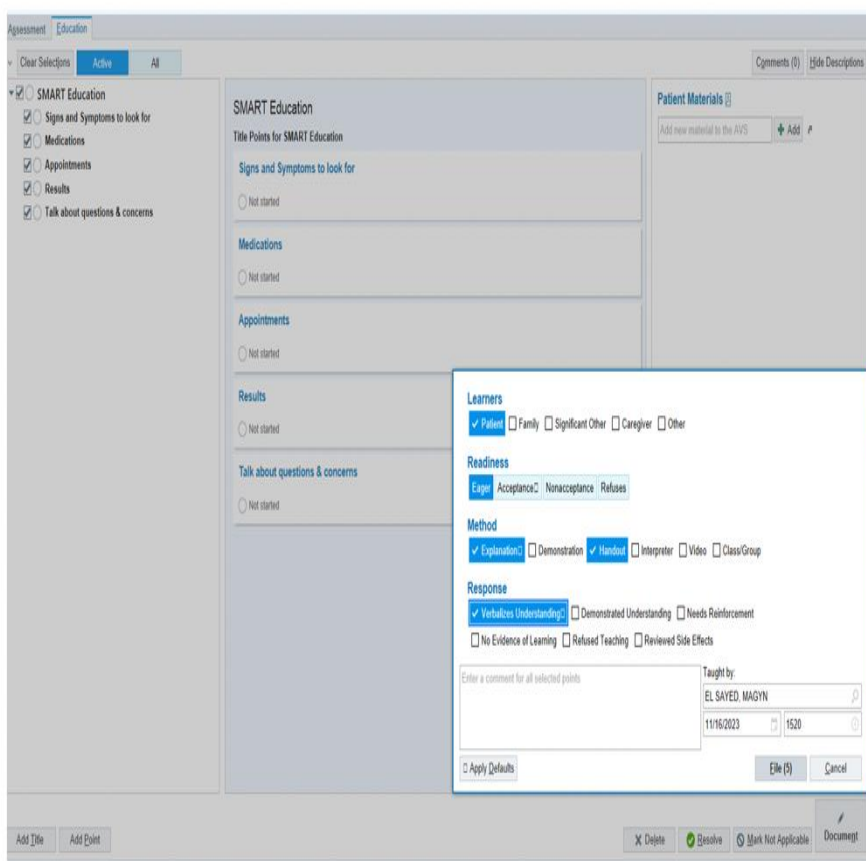 Assessment Education
Clear Selections Active All Comments (0) Hide Descriptions
SMART Education
Signs and Symptoms to look for
Medications
Appointments
Results
Talk about questions & concerns
SMART Education
Title Points for SMART Education
Signs and Symptoms to look for
Not started
Medications
Not started
Appointments
Not started
Results
Not started
Talk about questions & concerns
Not started
Patient Materials
Add new material to the AVS Add
Learners
Patient Family Significant Other Caregiver Other
Readiness
Eager Acceptance Nonacceptance Refuses
Method
Explanation Demonstration Handout Interpreter Video Class/Group
Response
Verbalizes Understanding Demonstrated Understanding Needs Reinforcement
No Evidence of Learning Refused Teaching Reviewed Side Effects
Enter a comment for all selected points
Taught by:
EL SAYED, MAGYN
11/16/2023 1520
Apply Defaults File (5) Cancel
Add Title Add Point Delete Resolve Mark Not Applicable Document